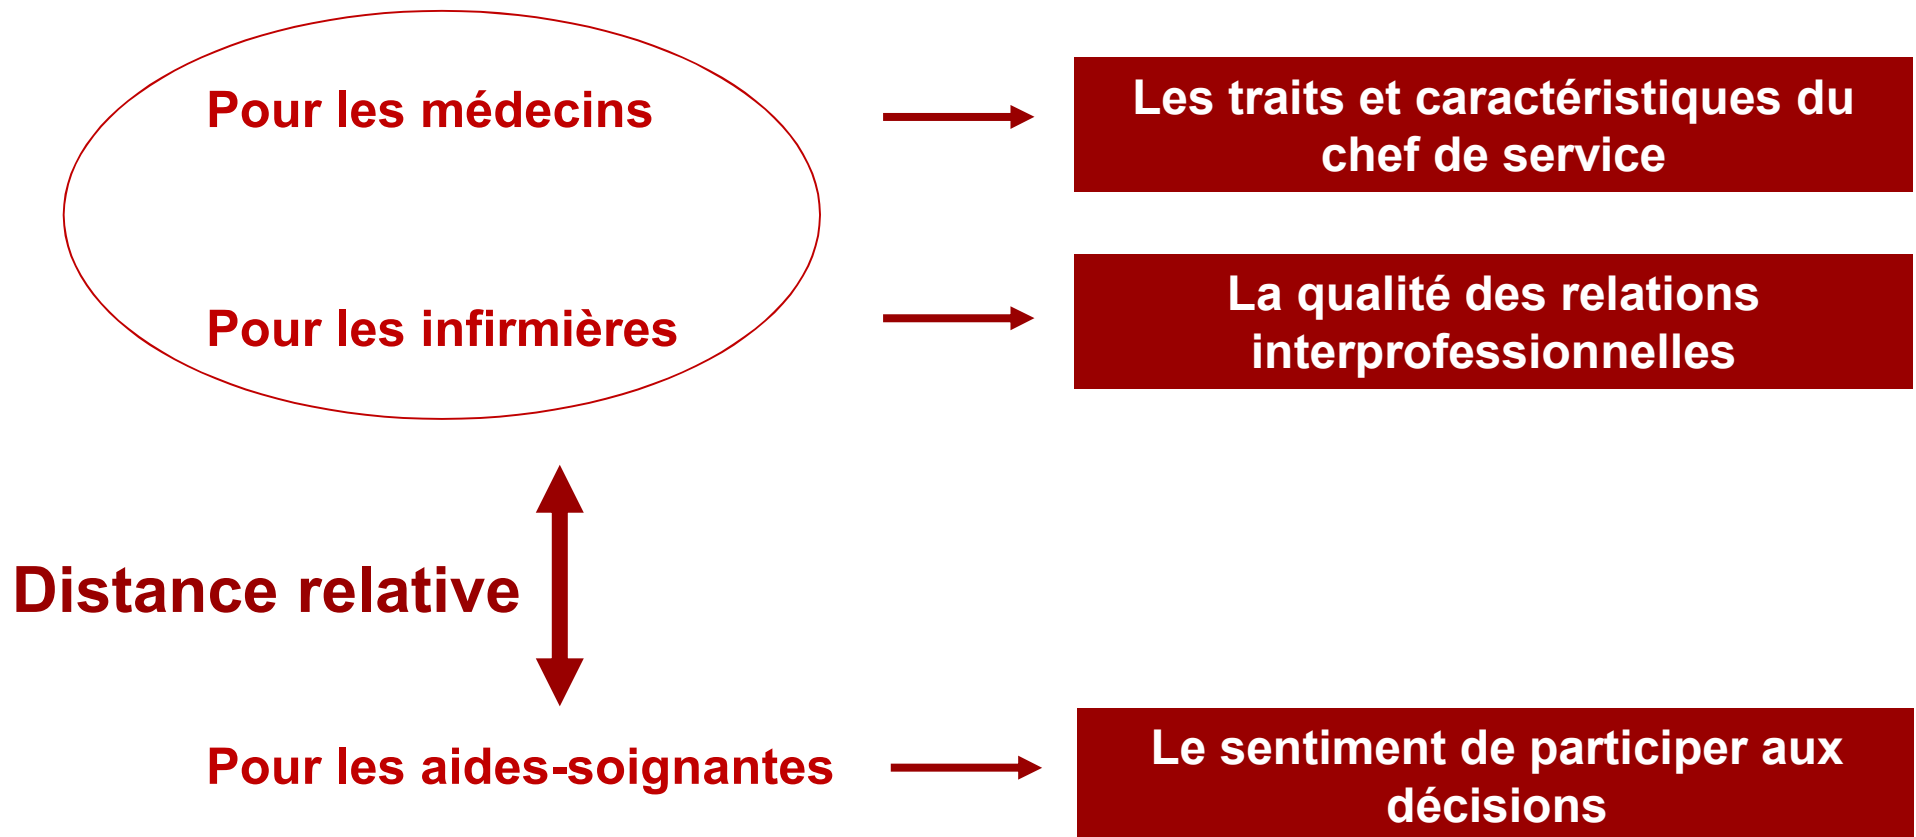 Pour les médecins
Les traits et caractéristiques du
chef de service
Pour les infirmières
La qualité des relations
interprofessionnelles
Distance relative
Pour les aides-soignantes
Le sentiment de participer aux
décisions